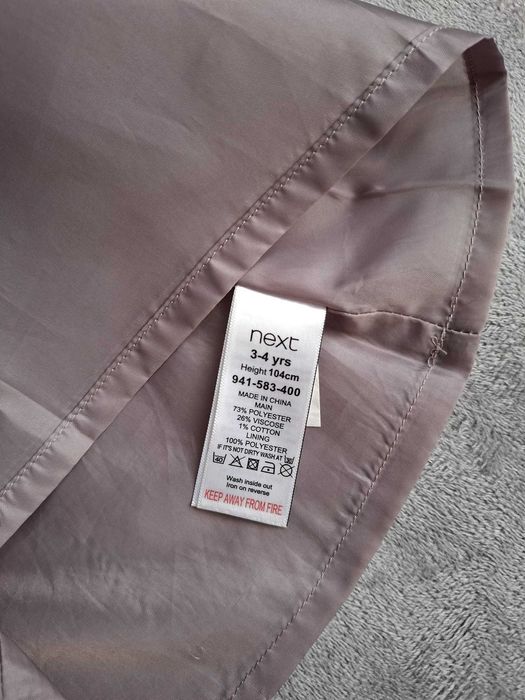 next
3-4 yrs
Height 104cm
941-583-400
MADE IN CHINA
MAIN
73% POLYESTER
26% VISCOSE
1% COTTON
LINING
100% POLYESTER
IF IT'S NOT DIRTY WASH AT
40
Wash inside out
Iron on reverse
KEEP AWAY FROM FIRE